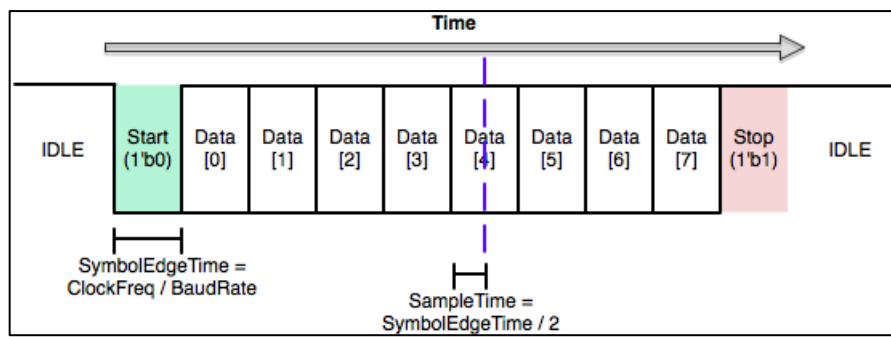 Time
IDLE
Start
(1'b0)
Data
[0]
Data
[1]
Data
[2]
Data
[3]
Data
[4]
Data
[5]
Data
[6]
Data
[7]
Stop
(1'b1)
IDLE
SymbolEdgeTime =
ClockFreq / BaudRate
SampleTime =
SymbolEdgeTime / 2